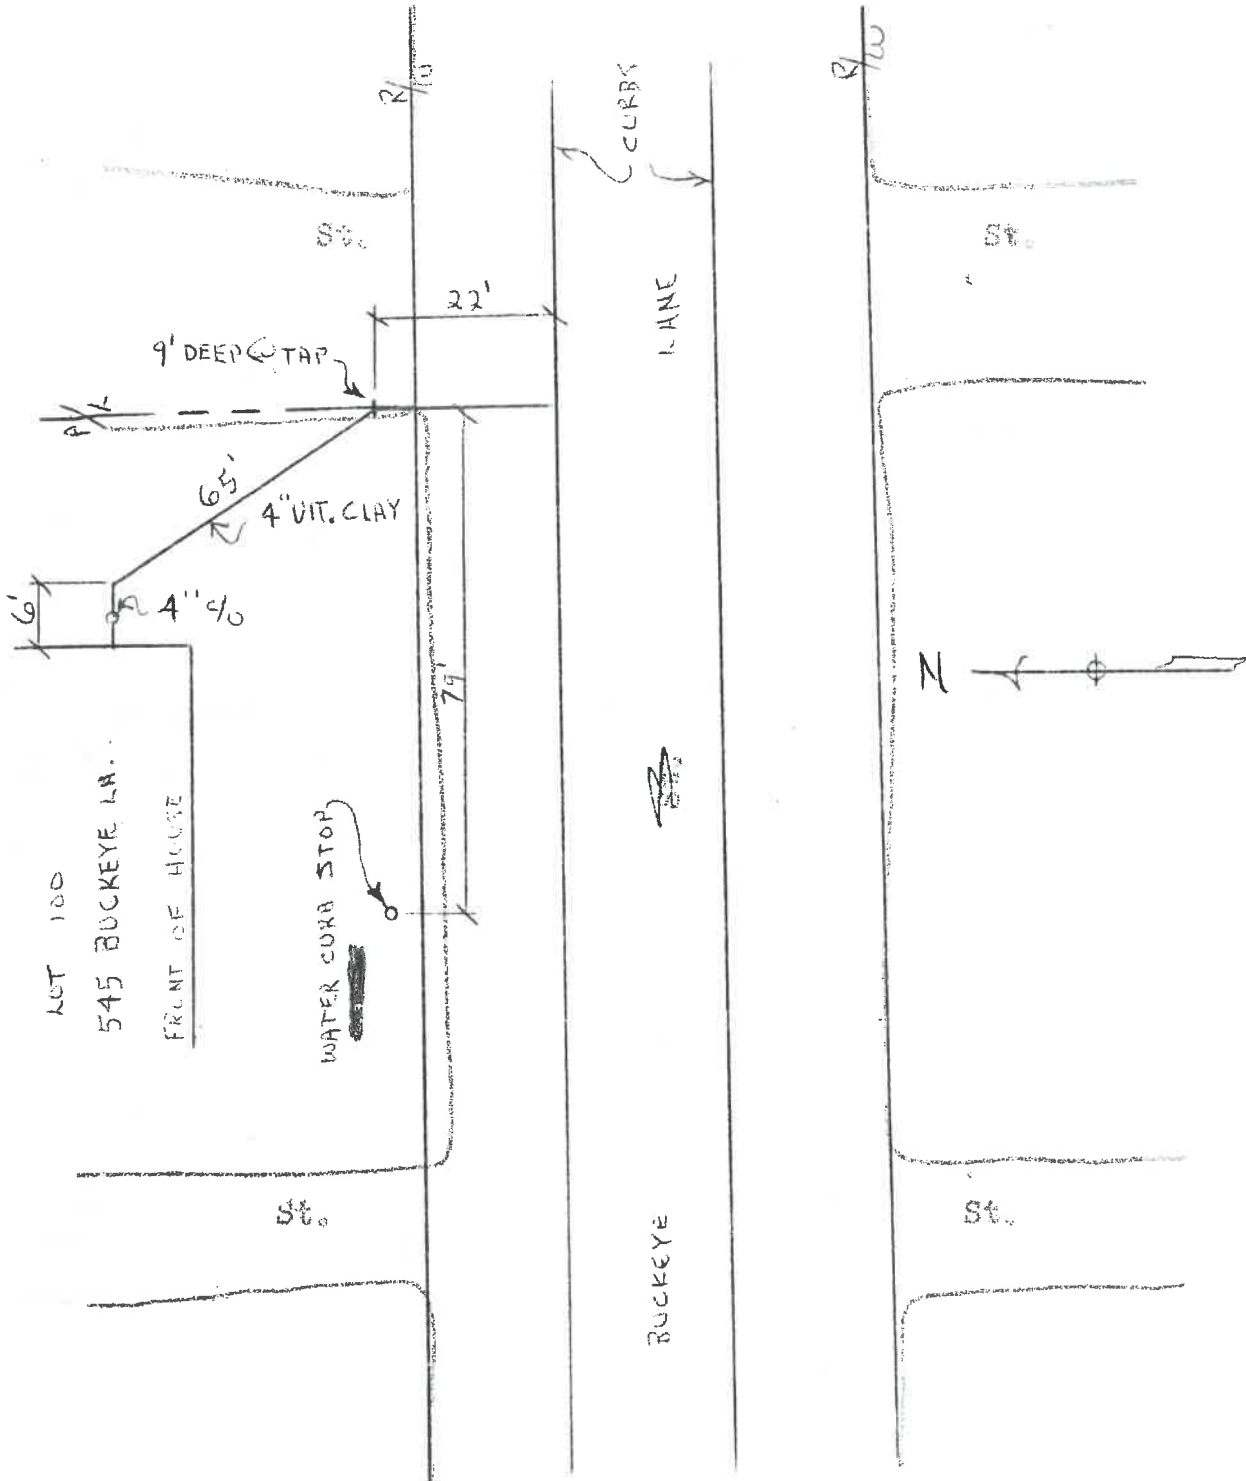 R/W
R/W
CURBS
St.
St.
22'
LANE
9' DEEP @ TAP
P L
65'
4" VIT. CLAY
6'
4" c/o
N
79'
LOT 100
545 BUCKEYE LN.
FRONT OF HOUSE
WATER CURB STOP
BUCKEYE
St.
St.